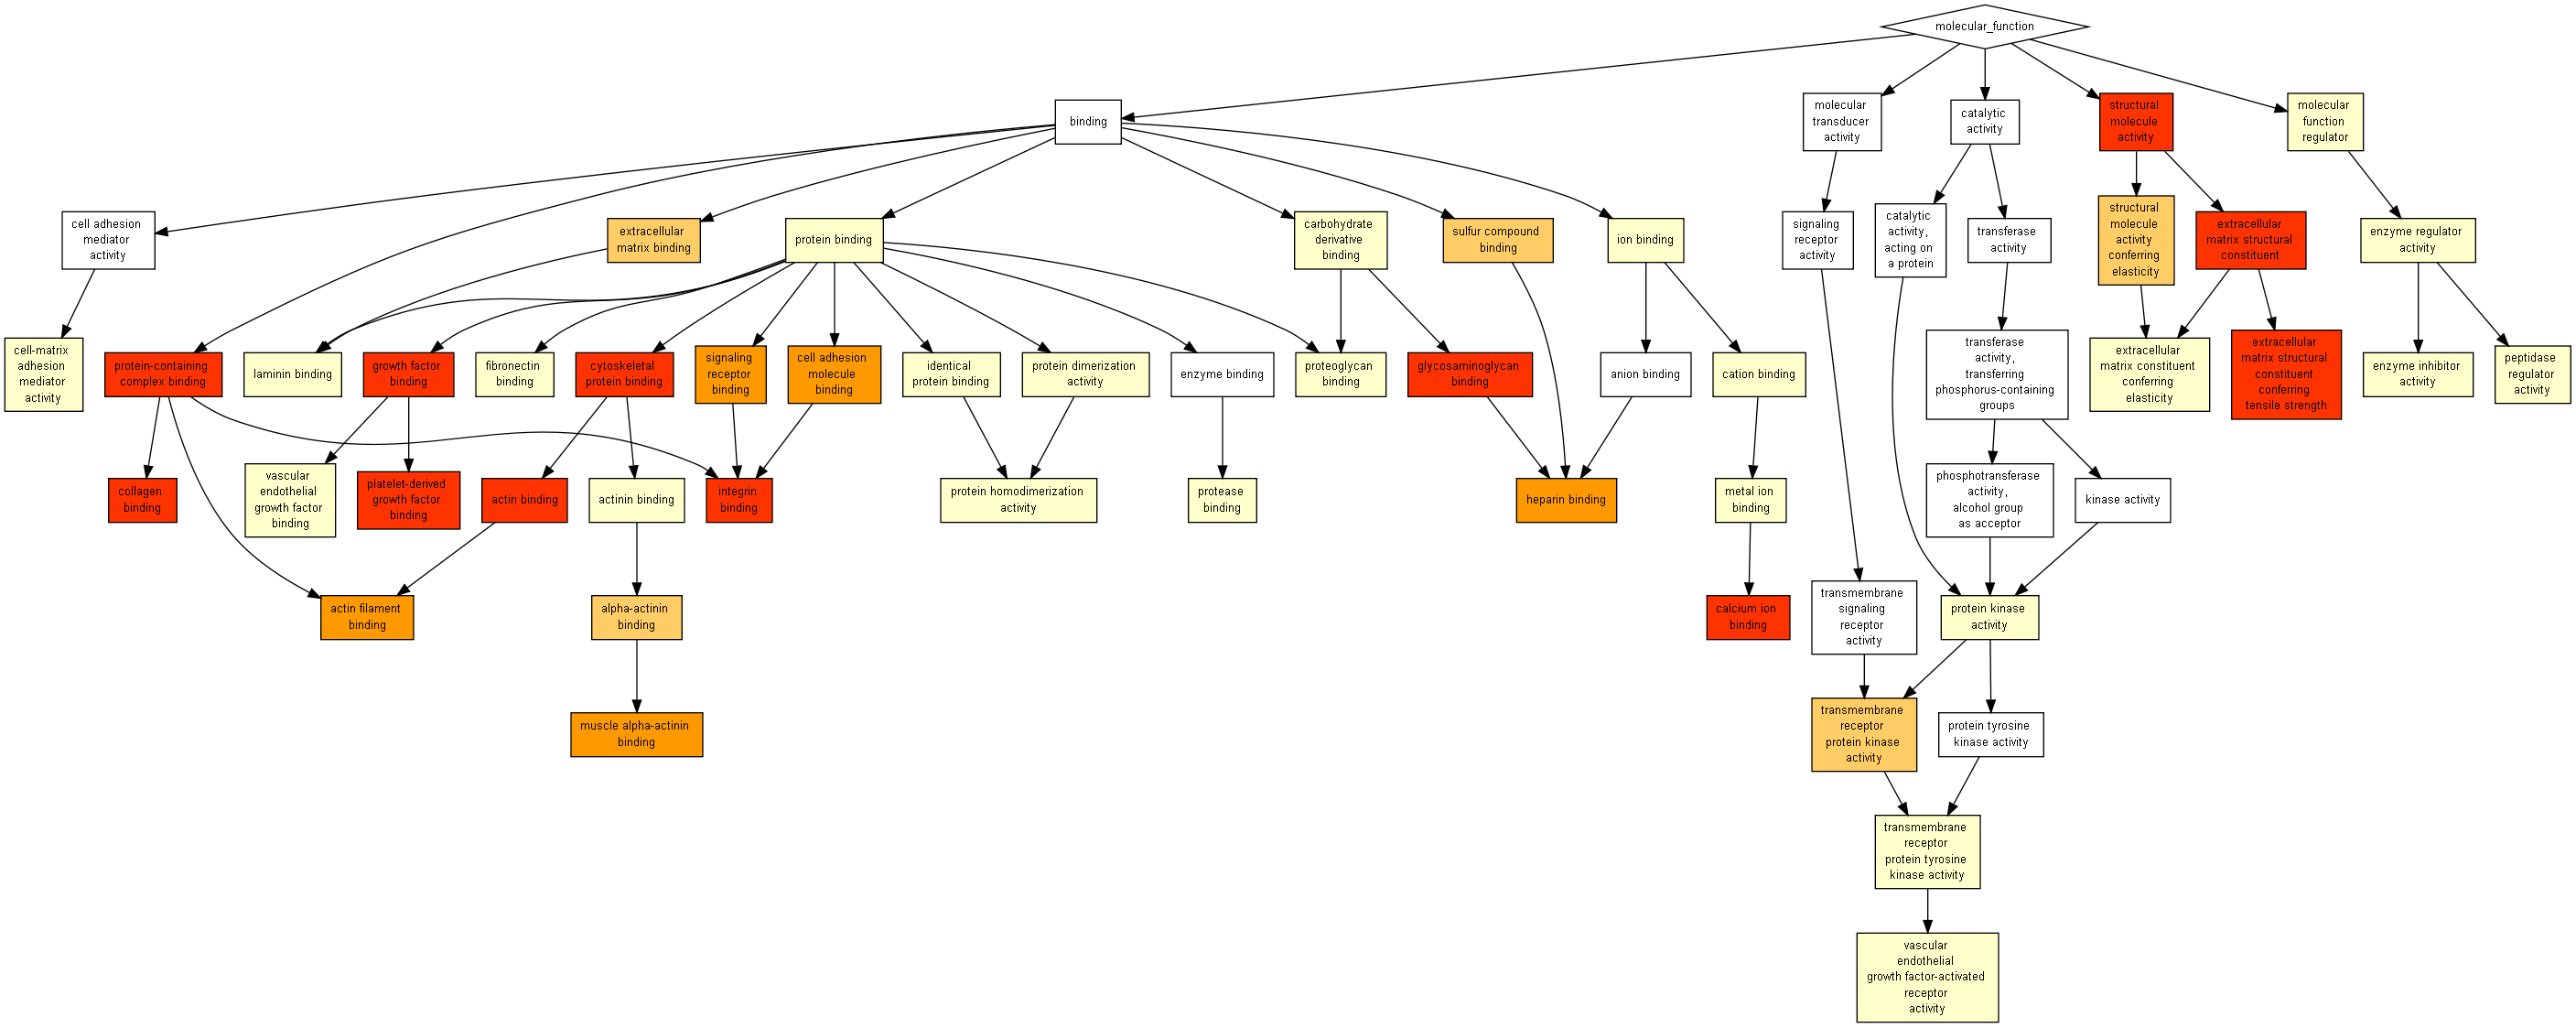 molecular_function
binding
molecular
transducer
activity
catalytic
activity
structural
molecule
activity
molecular
function
regulator
cell adhesion
mediator
activity
extracellular
matrix binding
protein binding
carbohydrate
derivative
binding
sulfur compound
binding
ion binding
signaling
receptor
activity
catalytic
activity,
acting on
a protein
transferase
activity
structural
molecule
activity
conferring
elasticity
extracellular
matrix structural
constituent
enzyme regulator
activity
cell-matrix
adhesion
mediator
activity
protein-containing
complex binding
laminin binding
growth factor
binding
fibronectin
binding
cytoskeletal
protein binding
signaling
receptor
binding
cell adhesion
molecule
binding
identical
protein binding
protein dimerization
activity
enzyme binding
proteoglycan
binding
glycosaminoglycan
binding
anion binding
cation binding
transferase
activity,
transferring
phosphorus-containing
groups
extracellular
matrix constituent
conferring
elasticity
extracellular
matrix structural
constituent
conferring
tensile strength
enzyme inhibitor
activity
peptidase
regulator
activity
collagen
binding
vascular
endothelial
growth factor
binding
platelet-derived
growth factor
binding
actin binding
actinin binding
integrin
binding
protein homodimerization
activity
protease
binding
heparin binding
metal ion
binding
phosphotransferase
activity,
alcohol group
as acceptor
kinase activity
actin filament
binding
alpha-actinin
binding
calcium ion
binding
transmembrane
signaling
receptor
activity
protein kinase
activity
muscle alpha-actinin
binding
transmembrane
receptor
protein kinase
activity
protein tyrosine
kinase activity
transmembrane
receptor
protein tyrosine
kinase activity
vascular
endothelial
growth factor-activated
receptor
activity